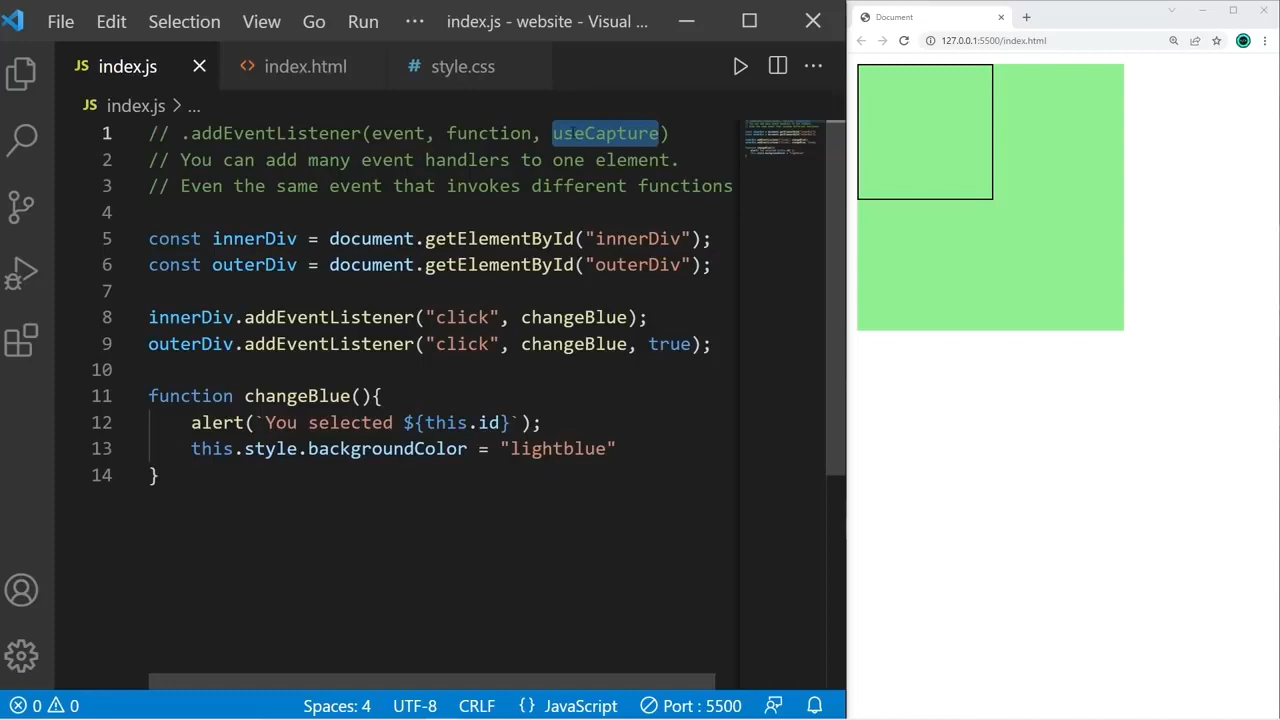 File Edit Selection View Go Run ··· index.js - website - Visual ...
JS index.js
<> index.html
# style.css
JS index.js > ...
1 // .addEventListener(event, function, useCapture)
2 // You can add many event handlers to one element.
3 // Even the same event that invokes different functions
4
5 const innerDiv = document.getElementById("innerDiv");
6 const outerDiv = document.getElementById("outerDiv");
7
8 innerDiv.addEventListener("click", changeBlue);
9 outerDiv.addEventListener("click", changeBlue, true);
10
11 function changeBlue(){
12 alert(`You selected ${this.id}`);
13 this.style.backgroundColor = "lightblue"
14 }
0 0 Spaces: 4 UTF-8 CRLF {} JavaScript Port : 5500
Document
127.0.0.1:5500/index.html